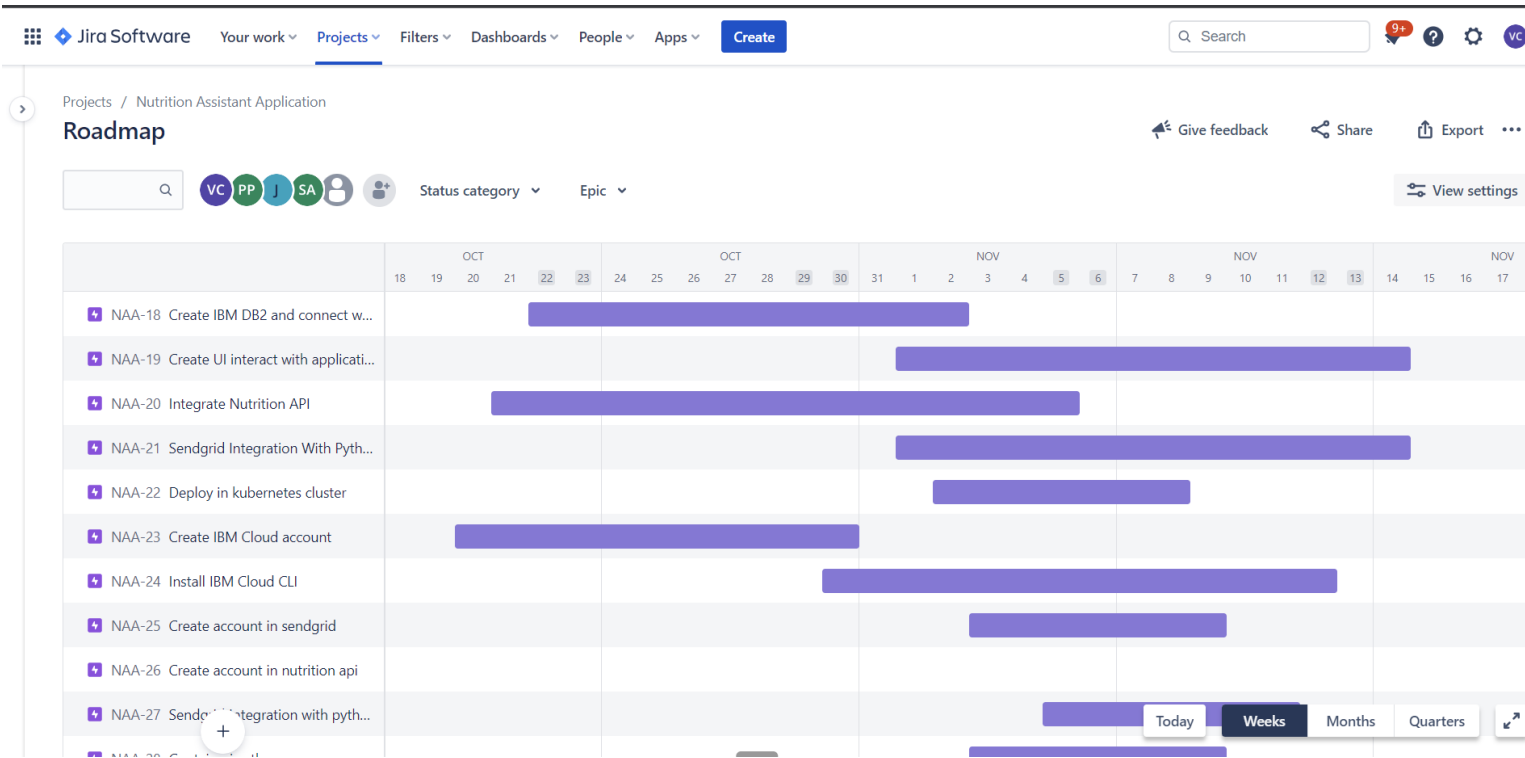 Jira Software Your work Projects Filters Dashboards People Apps Create Search 9+ ? VC
Projects / Nutrition Assistant Application
Roadmap
Give feedback Share Export
VC PP J SA Status category Epic View settings
OCT OCT NOV NOV NOV
18 19 20 21 22 23 24 25 26 27 28 29 30 31 1 2 3 4 5 6 7 8 9 10 11 12 13 14 15 16 17
NAA-18 Create IBM DB2 and connect w...
NAA-19 Create UI interact with applicati...
NAA-20 Integrate Nutrition API
NAA-21 Sendgrid Integration With Pyth...
NAA-22 Deploy in kubernetes cluster
NAA-23 Create IBM Cloud account
NAA-24 Install IBM Cloud CLI
NAA-25 Create account in sendgrid
NAA-26 Create account in nutrition api
NAA-27 with pyth...
Today Weeks Months Quarters